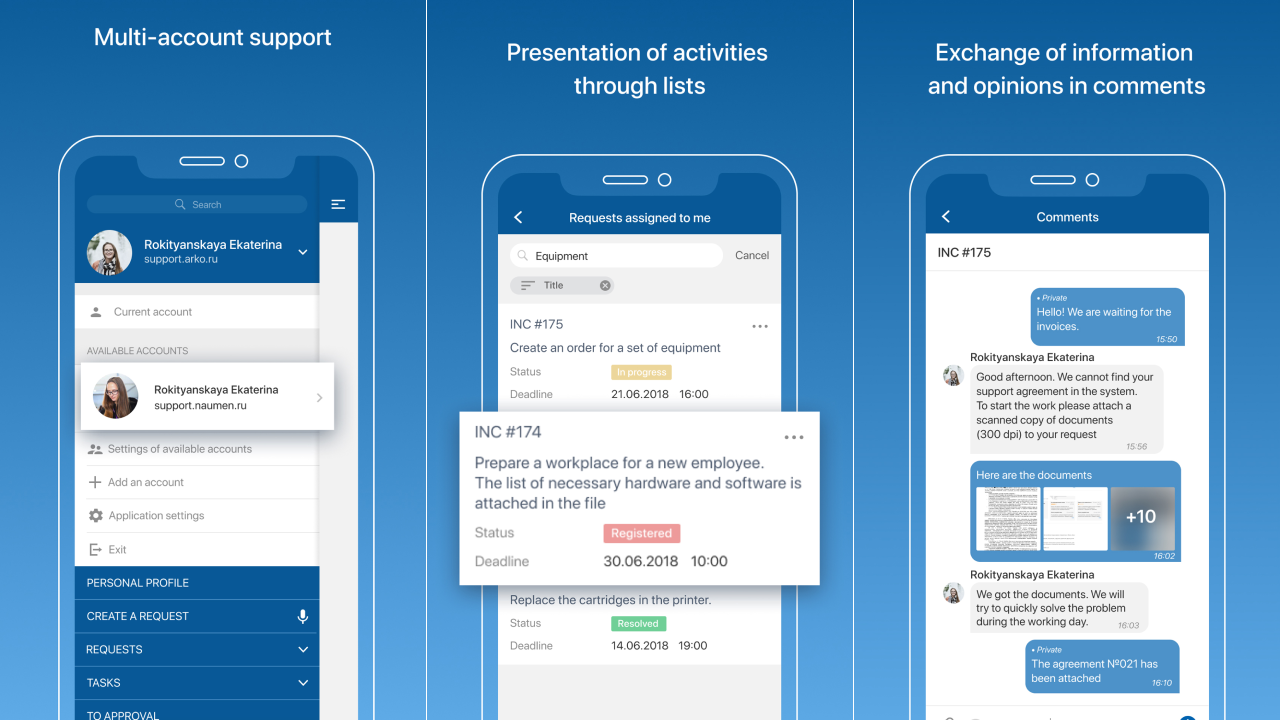 Multi-account support
Search
Rokityanskaya Ekaterina
support.arko.ru
Current account
AVAILABLE ACCOUNTS
Rokityanskaya Ekaterina
support.naumen.ru
Settings of available accounts
Add an account
Application settings
Exit
PERSONAL PROFILE
CREATE A REQUEST
REQUESTS
TASKS
TO APPROVAL
Presentation of activities
through lists
Requests assigned to me
Equipment
Cancel
Title
INC #175
Create an order for a set of equipment
Status In progress
Deadline 21.06.2018 16:00
INC #174
Prepare a workplace for a new employee.
The list of necessary hardware and software is
attached in the file
Status Registered
Deadline 30.06.2018 10:00
Replace the cartridges in the printer.
Status Resolved
Deadline 14.06.2018 19:00
Exchange of information
and opinions in comments
Comments
INC #175
• Private
Hello! We are waiting for the
invoices.
15:50
Rokityanskaya Ekaterina
Good afternoon. We cannot find your
support agreement in the system.
To start the work please attach a
scanned copy of documents
(300 dpi) to your request
15:56
Here are the documents
+10
16:02
Rokityanskaya Ekaterina
We got the documents. We will
try to quickly solve the problem
during the working day.
16:03
• Private
The agreement №021 has
been attached
16:10